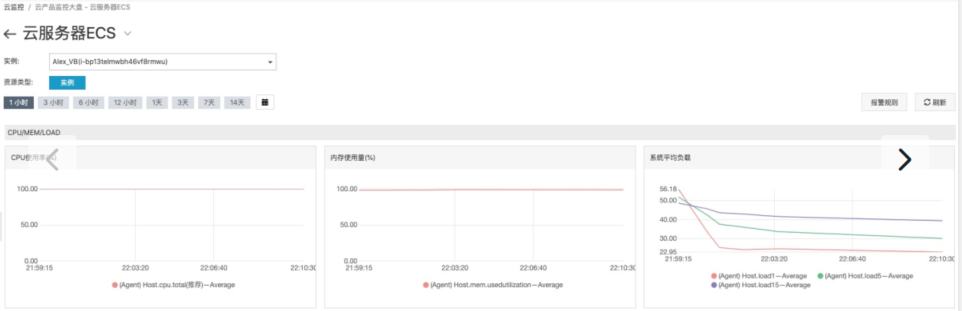 云监控 / 云产品监控大盘 - 云服务器ECS
← 云服务器ECS
实例: Alex_VB(i-bp13telmwbh46vf8rmwu)
资源类型: 实例
1 小时 3 小时 6 小时 12 小时 1天 3天 7天 14天 报警规则 刷新
CPU/MEM/LOAD
CPU使用率(%) 内存使用量(%) 系统平均负载
100.00
50.00
0.00
21:59:15 22:03:20 22:06:40 22:10:30
(Agent) Host.cpu.total(推荐)—Average
100.00
50.00
0.00
21:59:15 22:03:20 22:06:40 22:10:30
(Agent) Host.mem.usedutilization—Average
56.18
50.00
40.00
30.00
22.95
21:59:15 22:03:20 22:06:40 22:10:30
(Agent) Host.load1—Average (Agent) Host.load5—Average
(Agent) Host.load15—Average